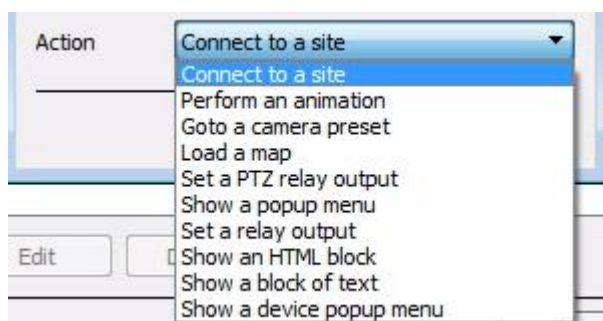 Action Connect to a site
Connect to a site
Perform an animation
Goto a camera preset
Load a map
Set a PTZ relay output
Show a popup menu
Set a relay output
Edit Show an HTML block
Show a block of text
Show a device popup menu